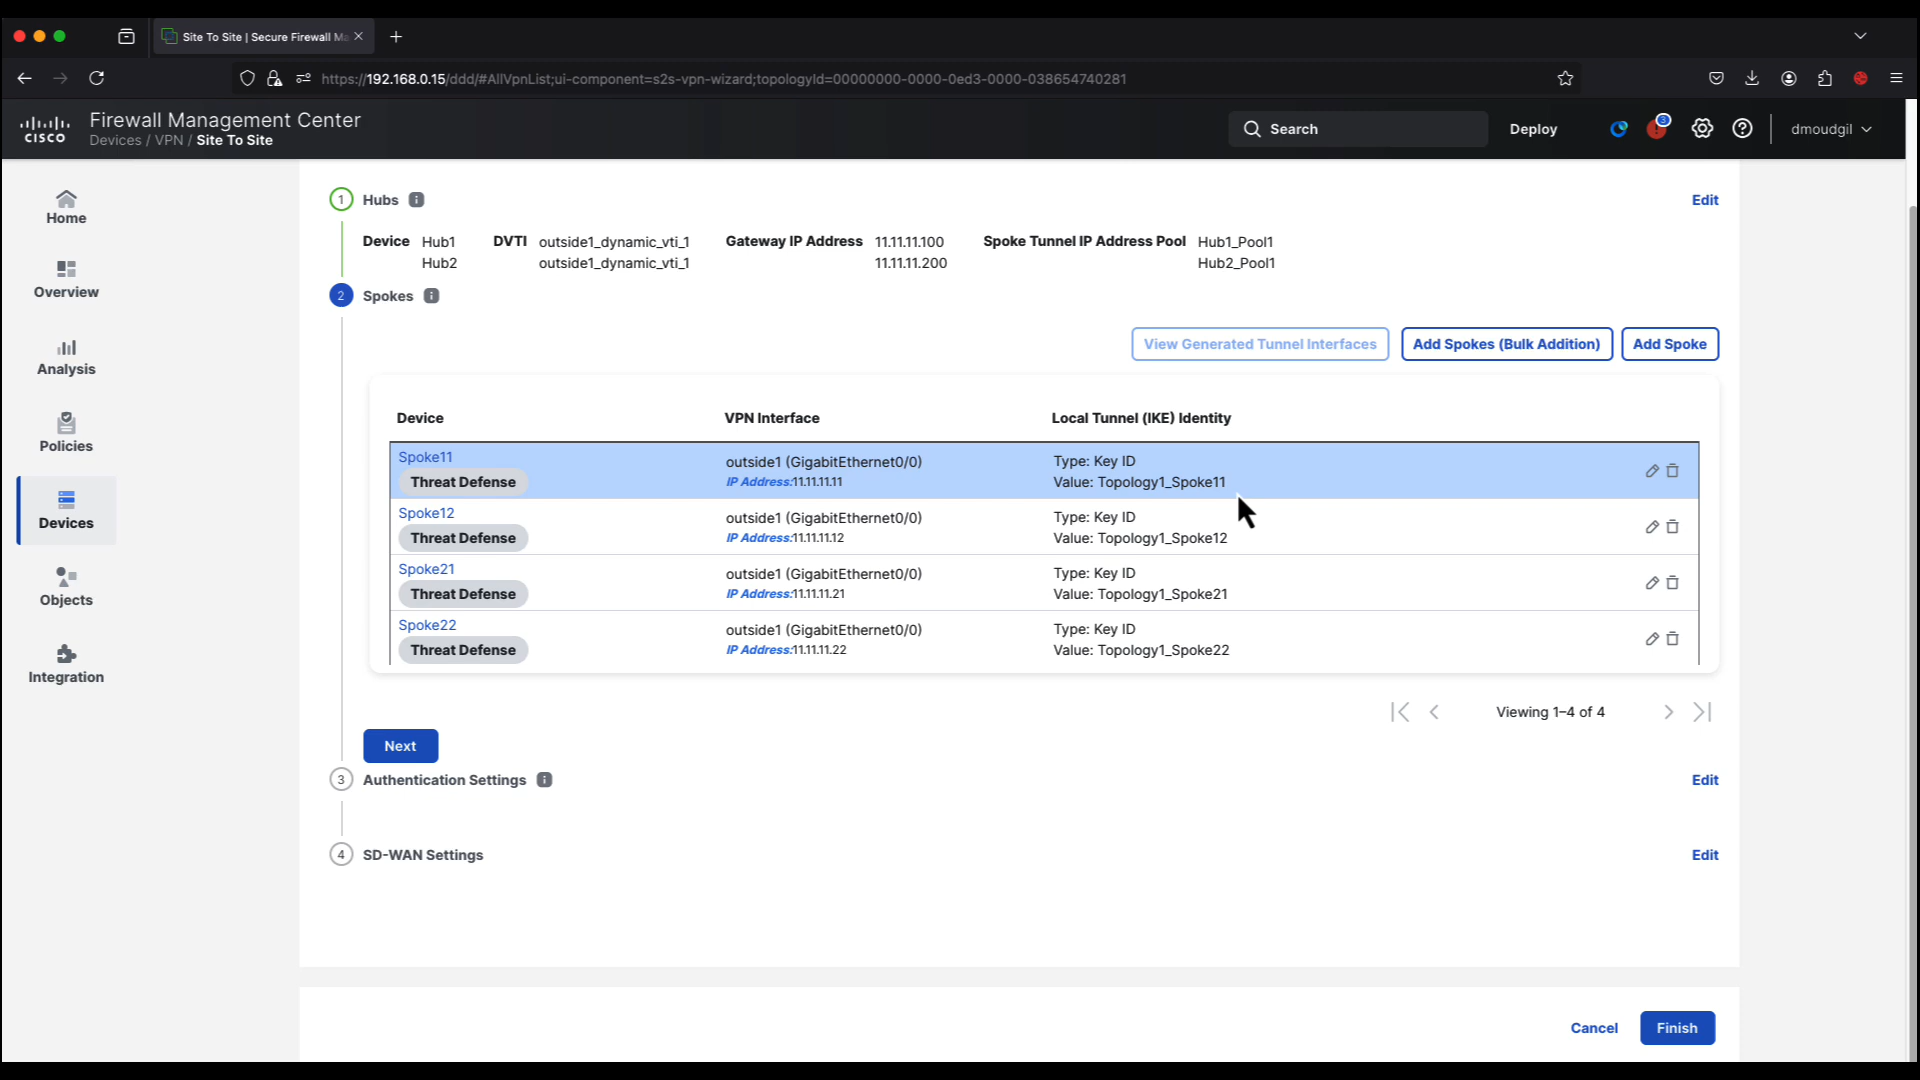 Site To Site | Secure Firewall Ma
https://192.168.0.15/ddd/#AllVpnList;ui-component=s2s-vpn-wizard;topologyId=00000000-0000-0ed3-0000-038654740281
CISCO
Firewall Management Center
Devices / VPN / Site To Site
Search
Deploy
3
dmoudgil
Home
Overview
Analysis
Policies
Devices
Objects
Integration
1 Hubs
Edit
Device Hub1 DVTI outside1_dynamic_vti_1 Gateway IP Address 11.11.11.100 Spoke Tunnel IP Address Pool Hub1_Pool1
Hub2 outside1_dynamic_vti_1 11.11.11.200 Hub2_Pool1
2 Spokes
View Generated Tunnel Interfaces Add Spokes (Bulk Addition) Add Spoke
Device VPN Interface Local Tunnel (IKE) Identity
Spoke11 outside1 (GigabitEthernet0/0) Type: Key ID
Threat Defense IP Address:11.11.11.11 Value: Topology1_Spoke11
Spoke12 outside1 (GigabitEthernet0/0) Type: Key ID
Threat Defense IP Address:11.11.11.12 Value: Topology1_Spoke12
Spoke21 outside1 (GigabitEthernet0/0) Type: Key ID
Threat Defense IP Address:11.11.11.21 Value: Topology1_Spoke21
Spoke22 outside1 (GigabitEthernet0/0) Type: Key ID
Threat Defense IP Address:11.11.11.22 Value: Topology1_Spoke22
Viewing 1–4 of 4
Next
3 Authentication Settings
Edit
4 SD-WAN Settings
Edit
Cancel Finish